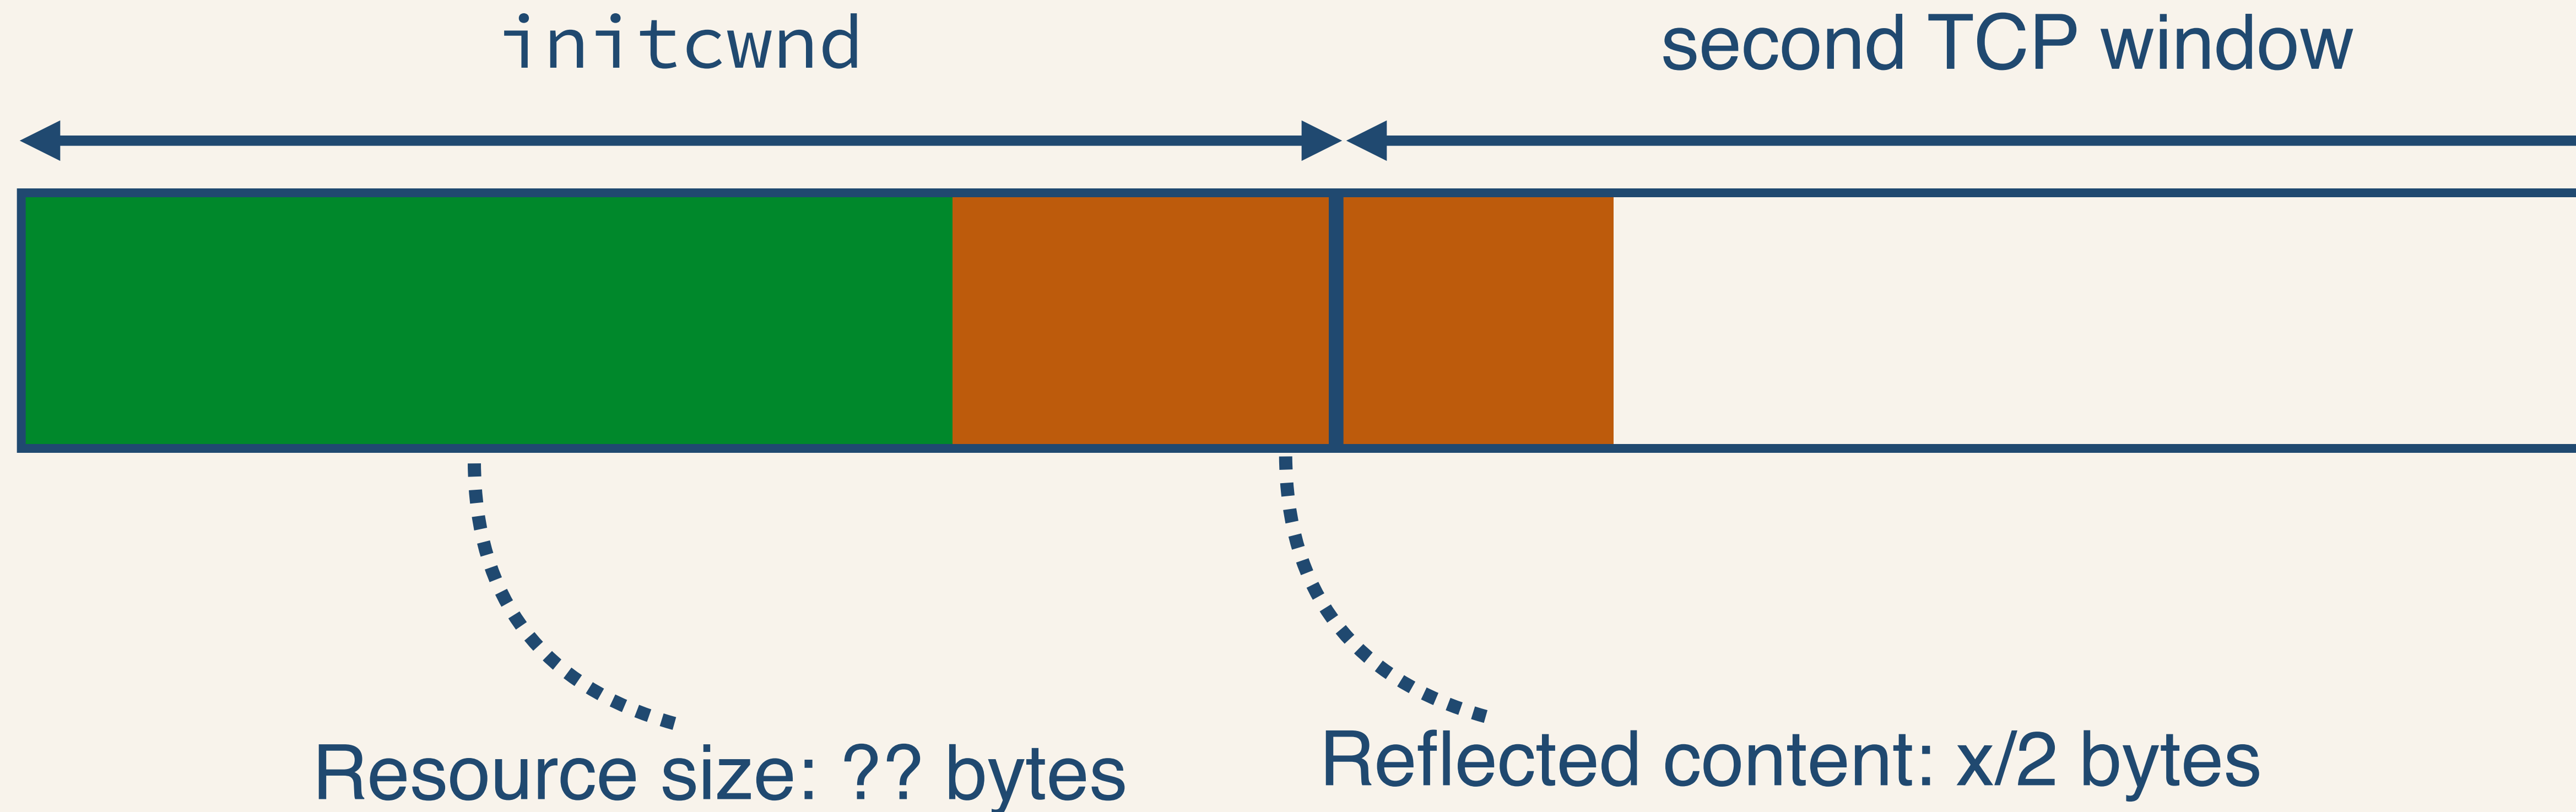 initcwnd
second TCP window
Resource size: ?? bytes
Reflected content: x/2 bytes